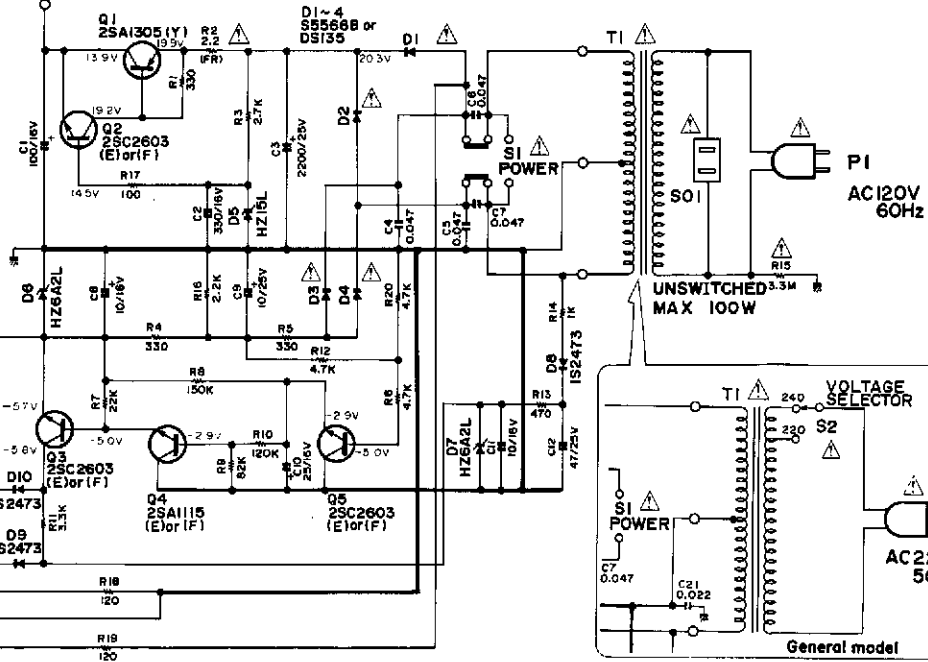 Q1
2SA1305(Y)
19.9V
13.9V
R2
2.2
(FR)
R1
330
D1~4
S5566B or
DS135
20.3V
D1
C6
0.047
T1
P1
AC120V
60Hz
SO1
19.2V
Q2
2SC2603
(E)or(F)
C1
100/16V
+
R3
2.7K
C3
2200/25V
+
D2
S1
POWER
R17
100
14.5V
C2
330/16V
D5
HZ15L
C4
0.047
C5
0.047
C7
0.047
D6
HZ6A2L
C8
10/16V
+
R16
2.2K
C9
10/25V
+
D3
D4
R20
4.7K
UNSWITCHED
MAX 100W
R15
3.3M
R14
1K
D8
1S2473
R4
330
R5
330
R12
4.7K
R8
150K
R7
22K
R6
4.7K
-5.7V
-5.0V
-2.9V
-2.9V
-5.0V
-5.8V
Q3
2SC2603
(E)or(F)
R9
82K
R10
120K
C10
25/16V
+
D7
HZ6A2L
C11
10/16V
R13
470
C12
47/25V
D10
S2473
R11
3.3K
Q4
2SA1115
(E)or(F)
Q5
2SC2603
(E)or(F)
D9
S2473
R18
120
R19
120
T1
240
VOLTAGE
SELECTOR
S2
220
S1
POWER
C7
0.047
C21
0.022
AC22
50
General model